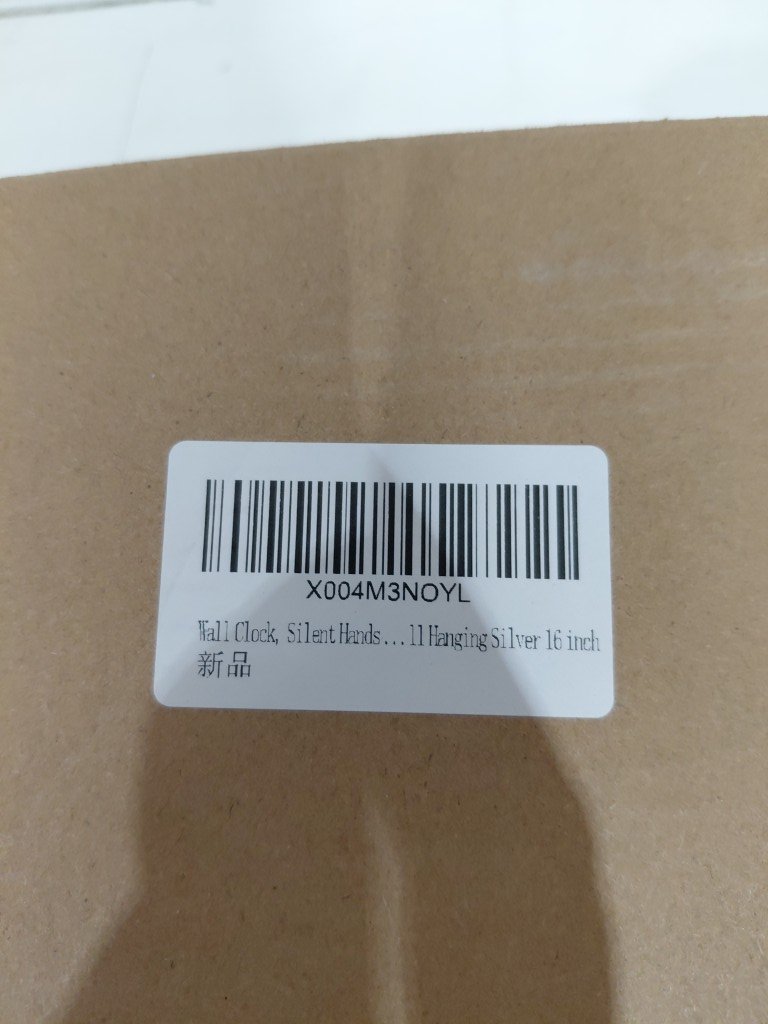 X004M3NOYL
Wall Clock, Silent Hands...ll Hanging Silver 16 inch
新品